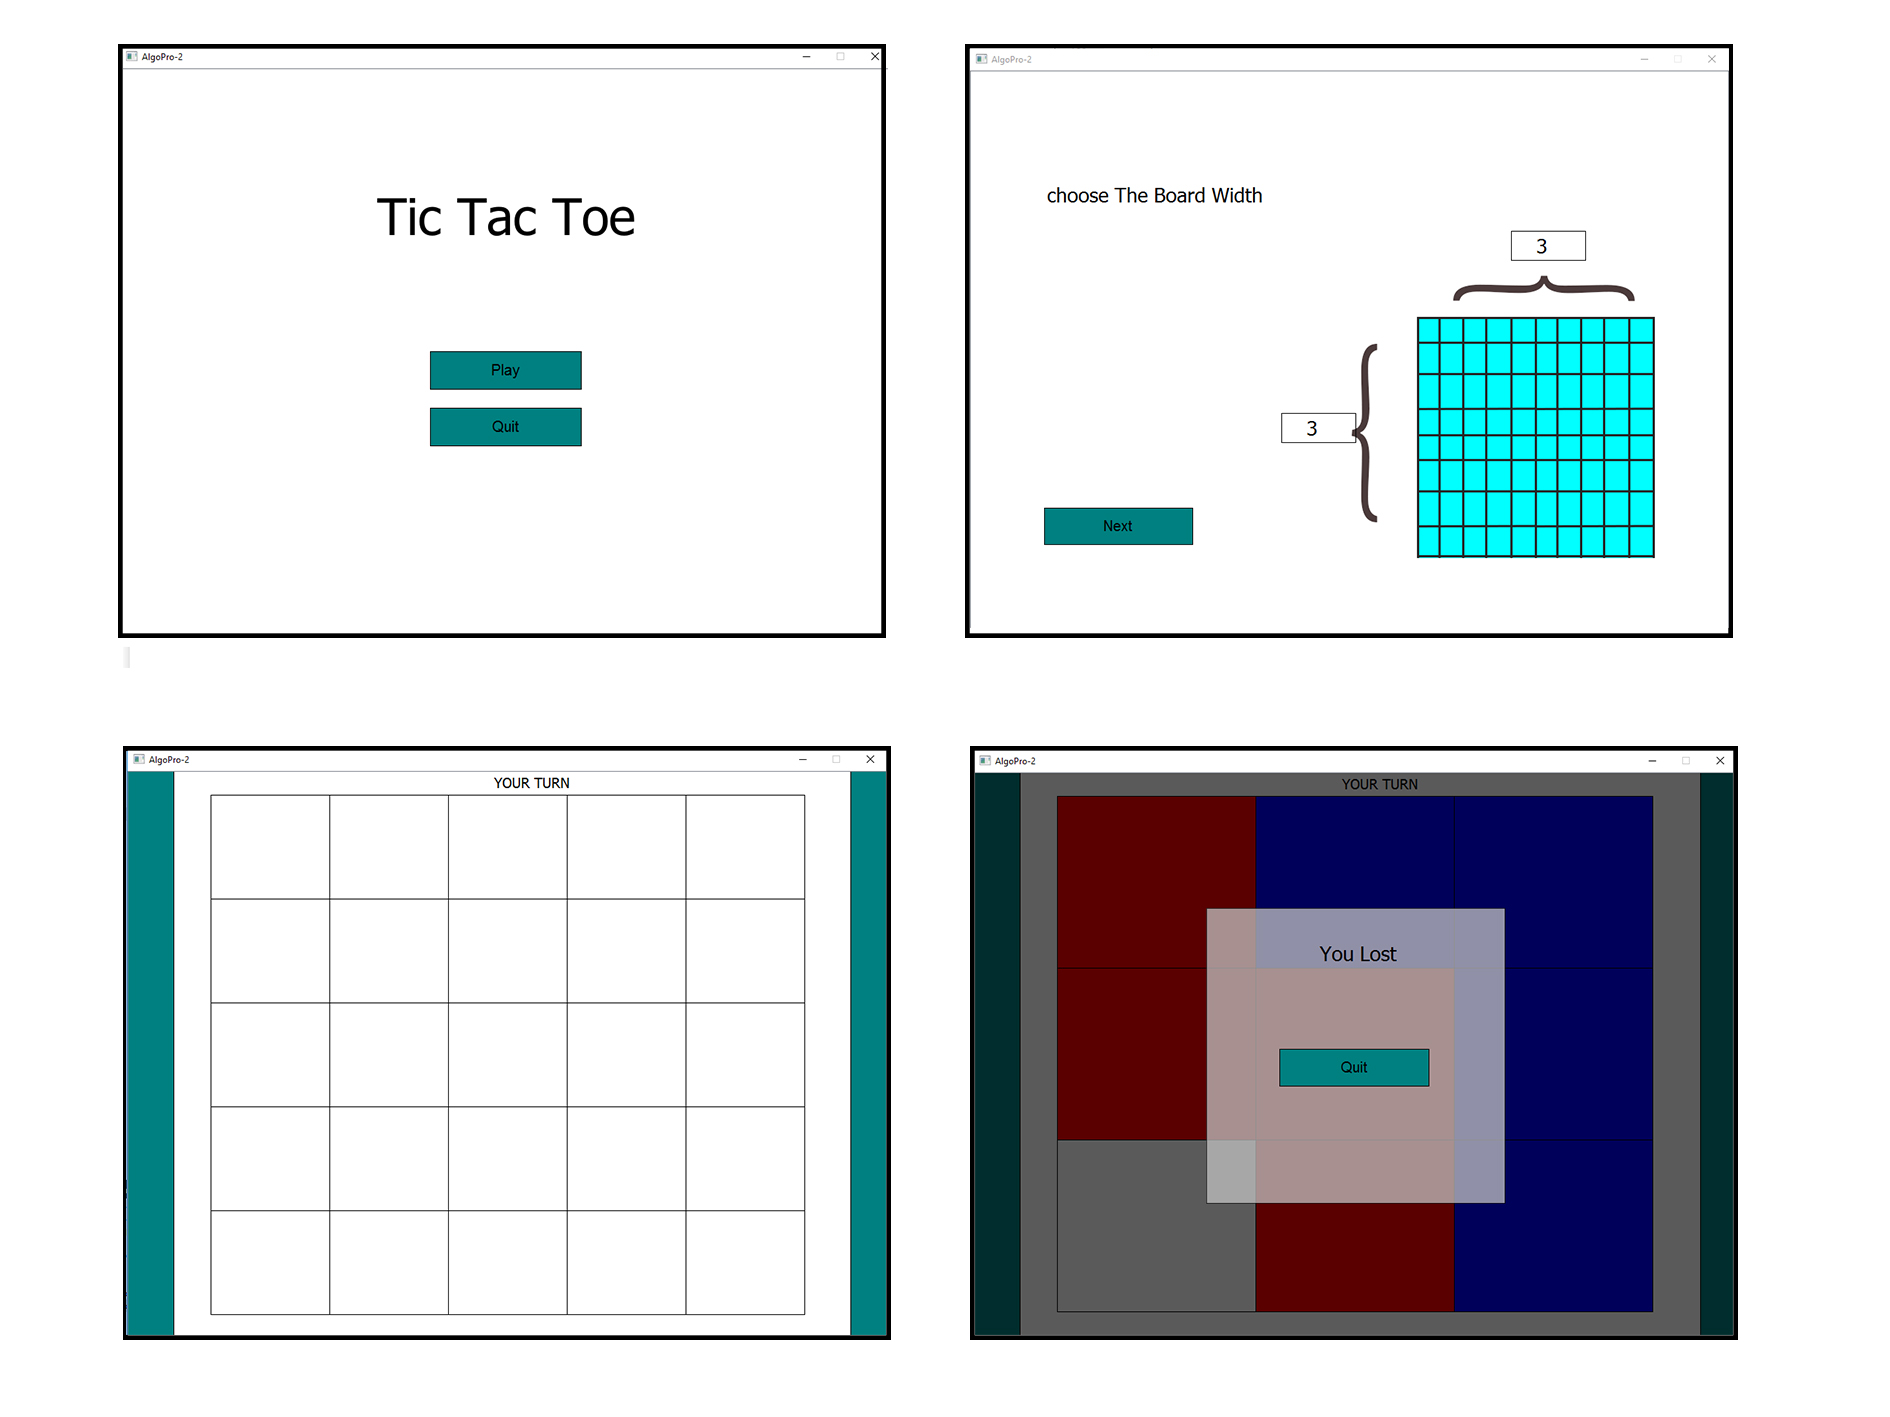 AlgoPro-2
Tic Tac Toe
Play
Quit
AlgoPro-2
choose The Board Width
3
3
Next
AlgoPro-2
YOUR TURN
AlgoPro-2
YOUR TURN
You Lost
Quit